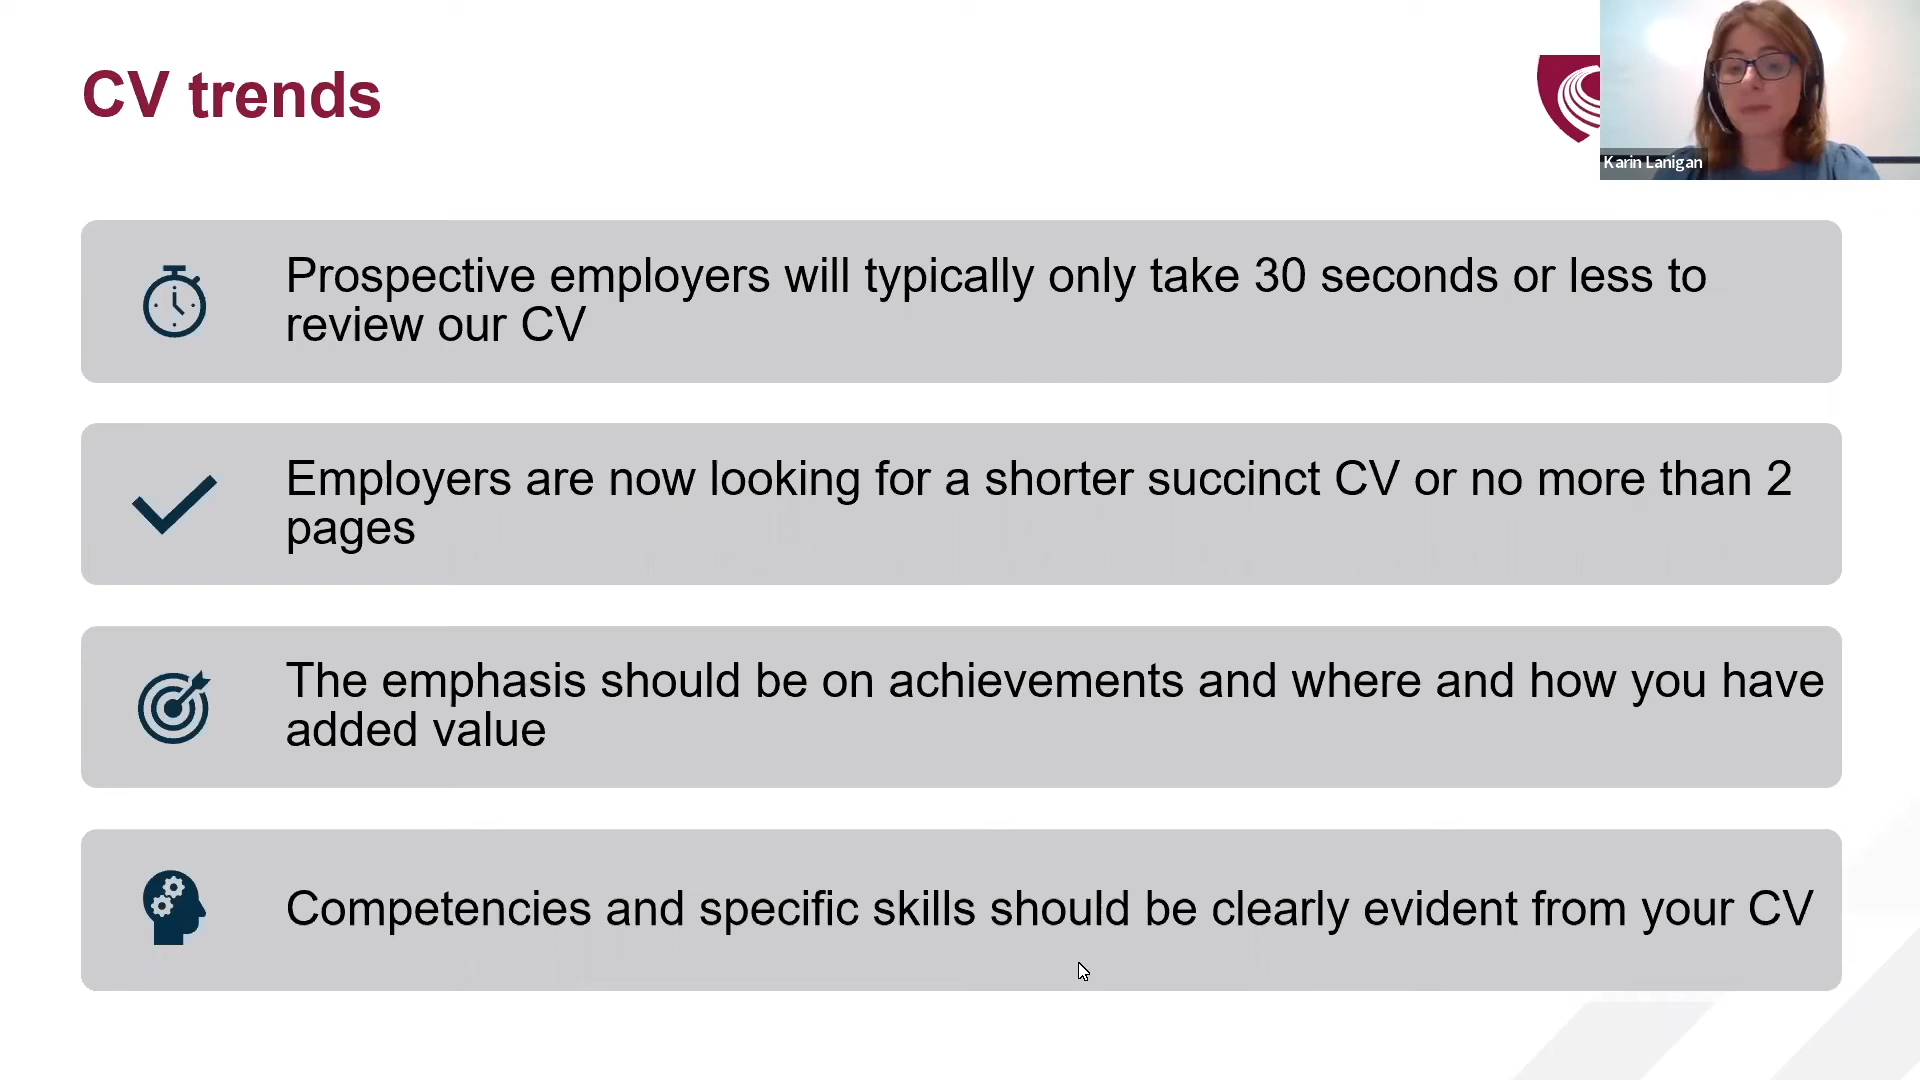 CV trends
Karin Lanigan
Prospective employers will typically only take 30 seconds or less to
review our CV
Employers are now looking for a shorter succinct CV or no more than 2
pages
The emphasis should be on achievements and where and how you have
added value
Competencies and specific skills should be clearly evident from your CV